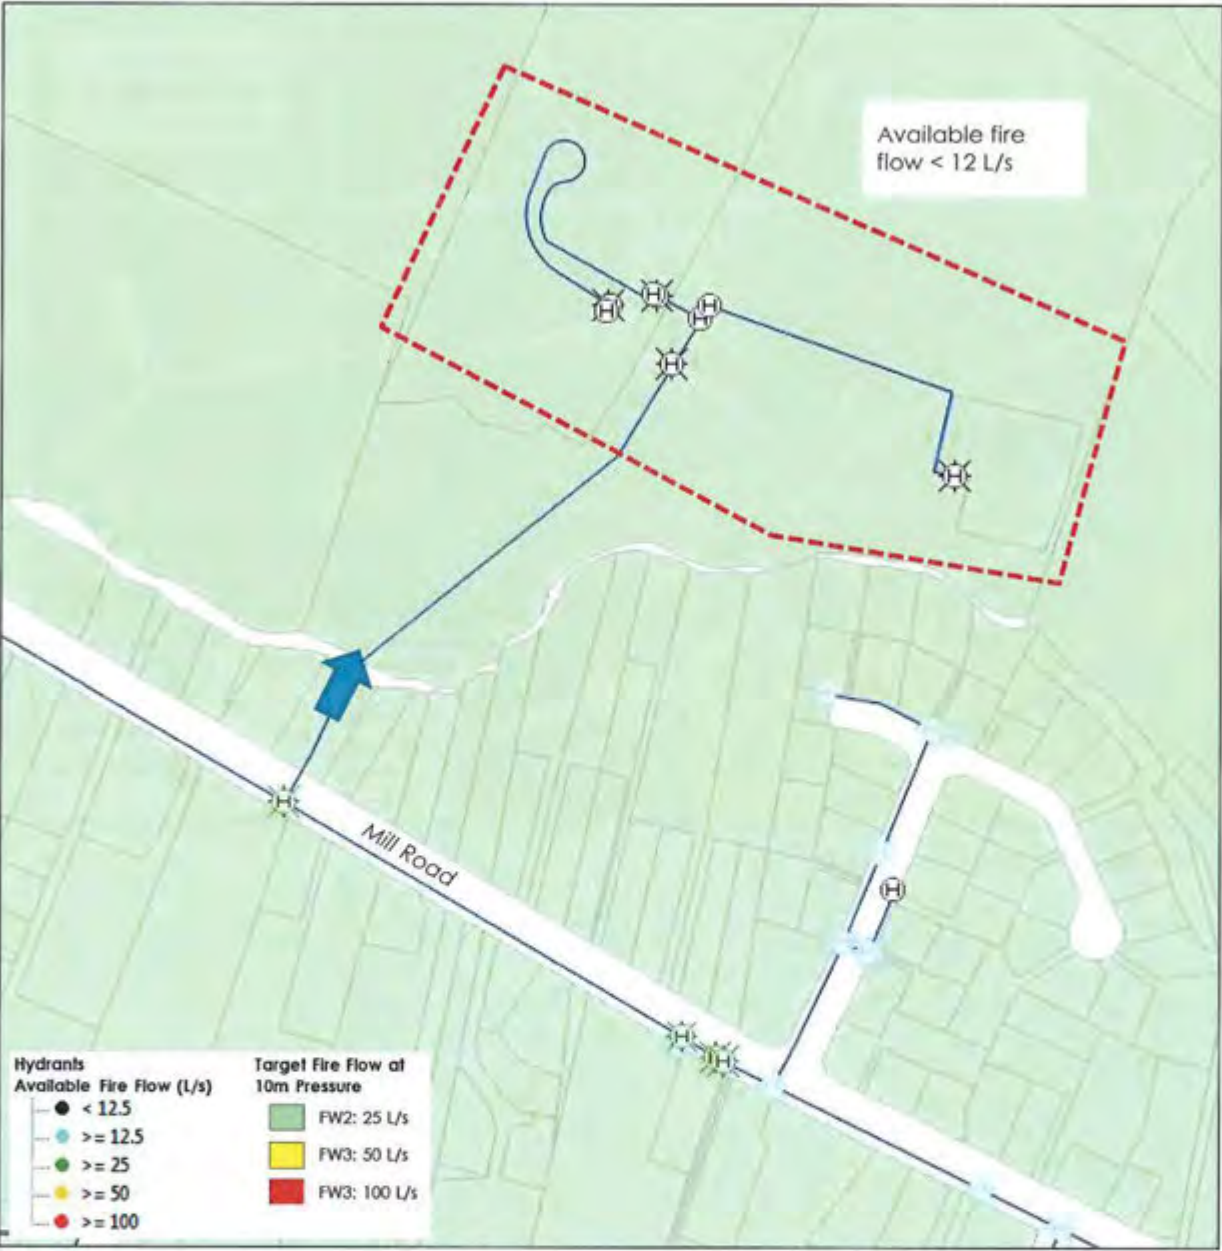 Available fire
flow < 12 L/s
H
H
H
H
H
H
H
Mill Road
H
H
H
Hydrants
Available Fire Flow (L/s)
< 12.5
>= 12.5
>= 25
>= 50
>= 100
Target Fire Flow at
10m Pressure
FW2: 25 L/s
FW3: 50 L/s
FW3: 100 L/s